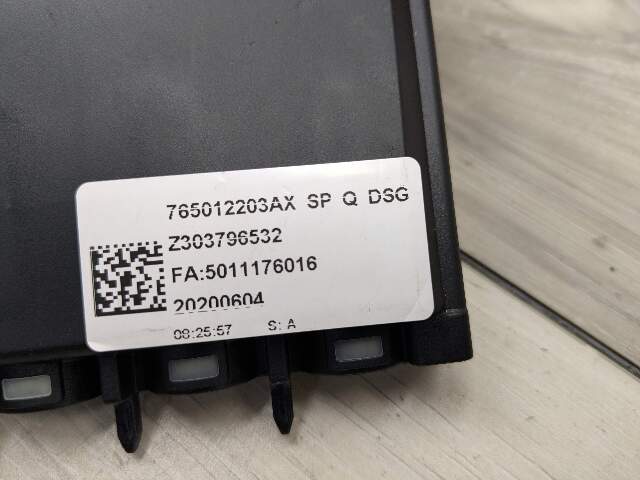 765012203AX SP Q DSG
Z303796532
FA:5011176016
20200604
08:25:57 S: A